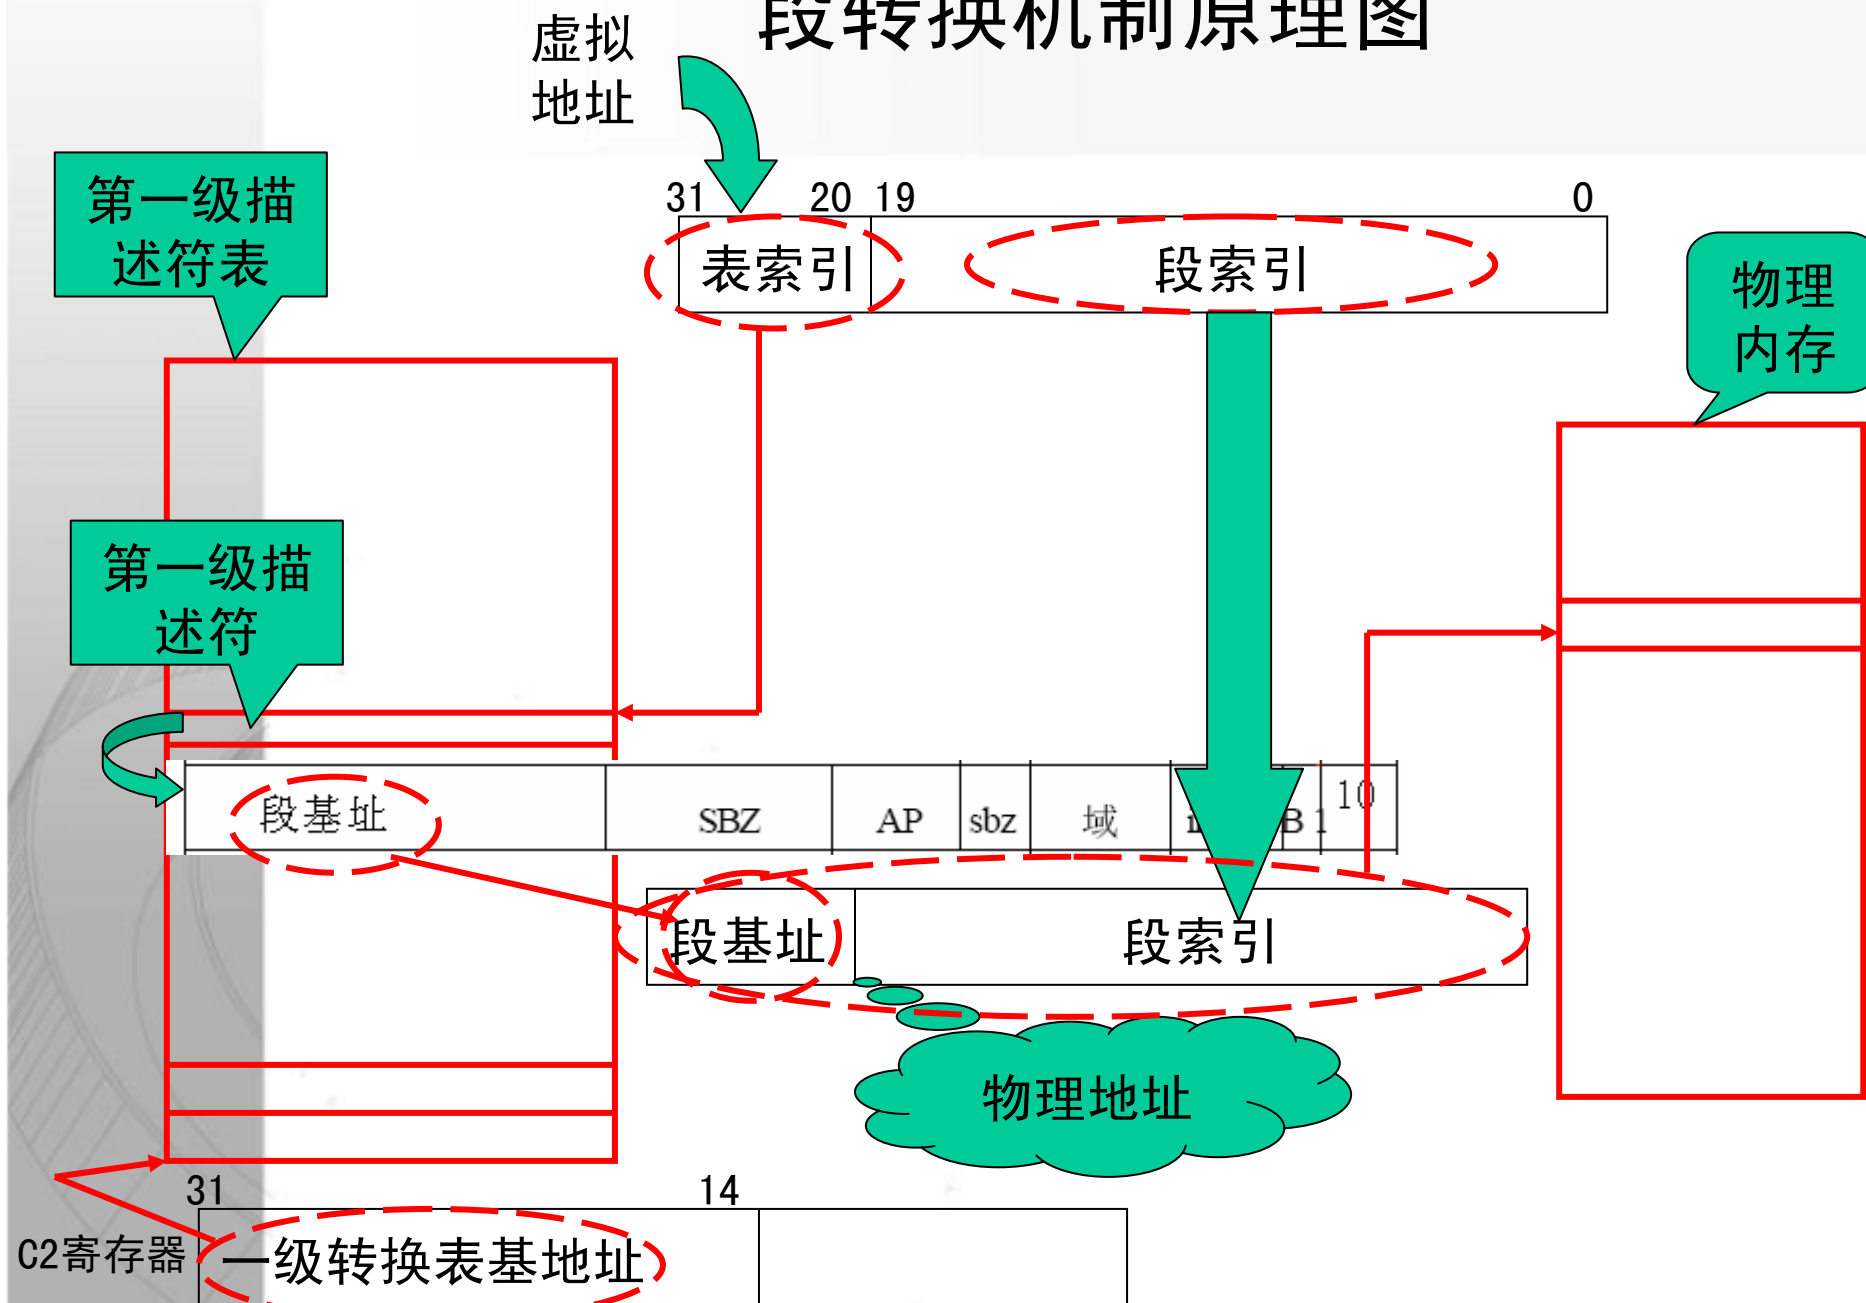 段转换机制原理图
虚拟
地址
第一级描
述符表
31 20 19 0
表索引 段索引
物理
内存
第一级描
述符
段基址 SBZ AP sbz 域 B 1 10
段基址 段索引
物理地址
31 14
C2寄存器 一级转换表基地址